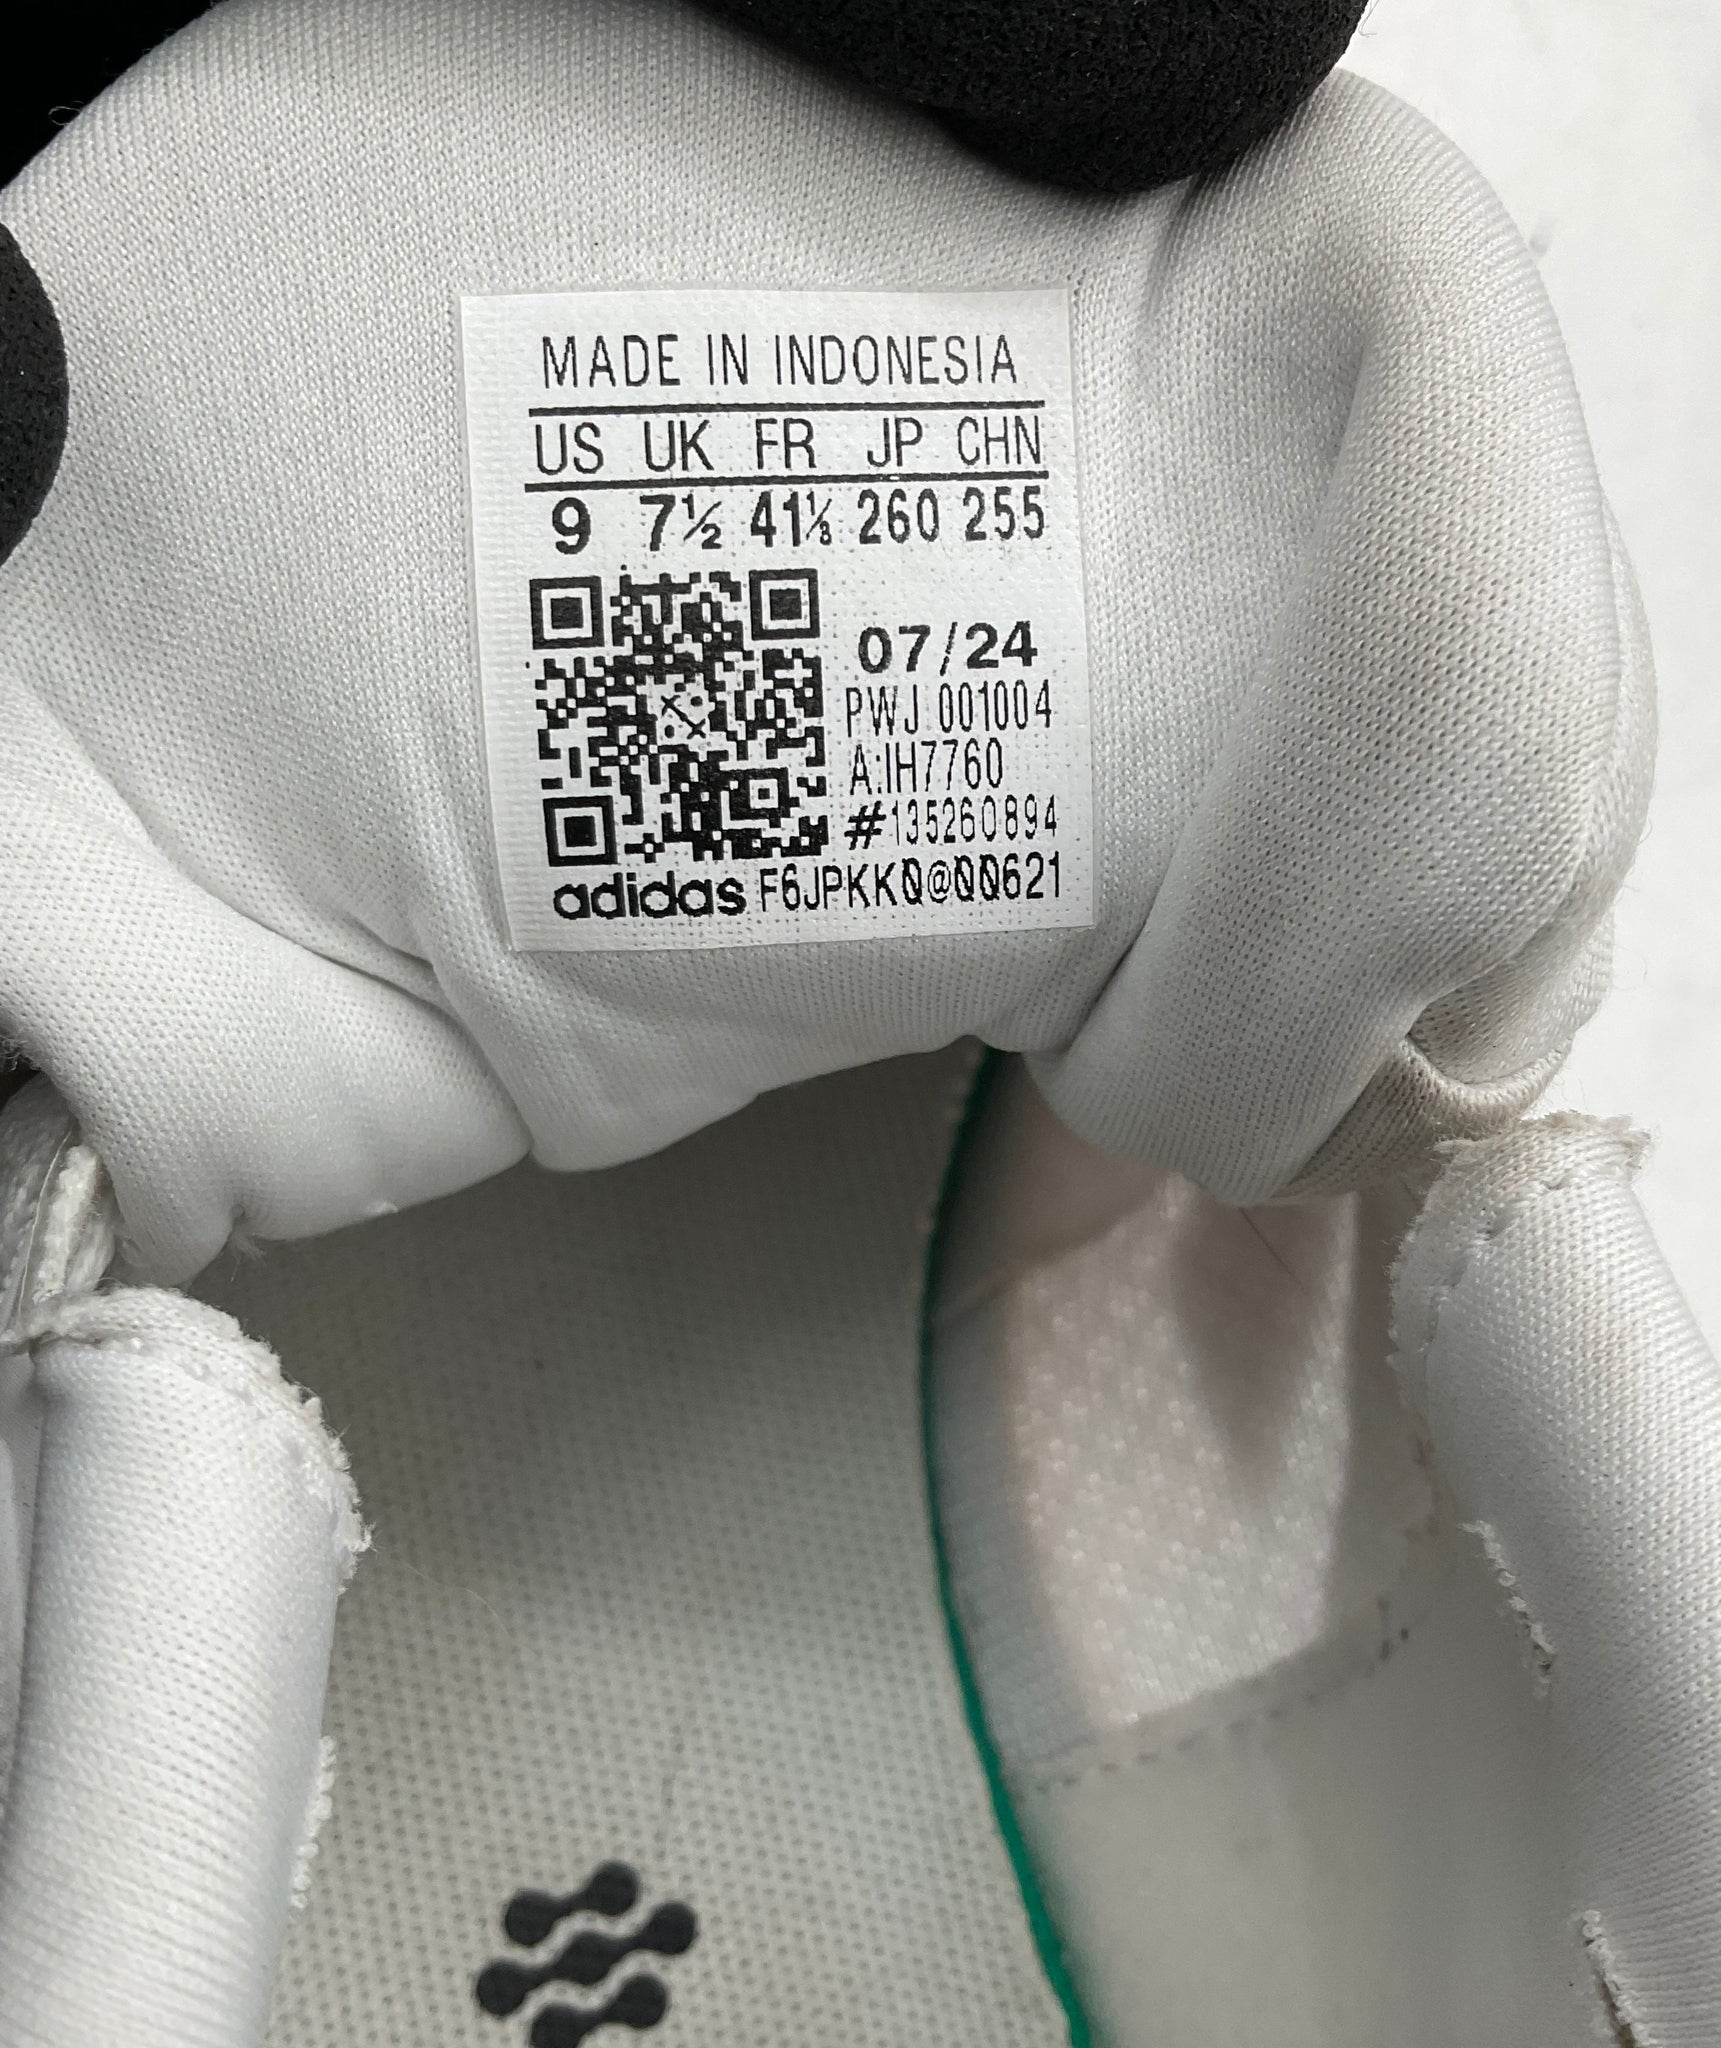 MADE IN INDONESIA
US UK FR JP CHN
9 7½ 41⅓ 260 255
07/24
PWJ 001004
A:IH7760
#135260894
adidas F6JPKK0@00621